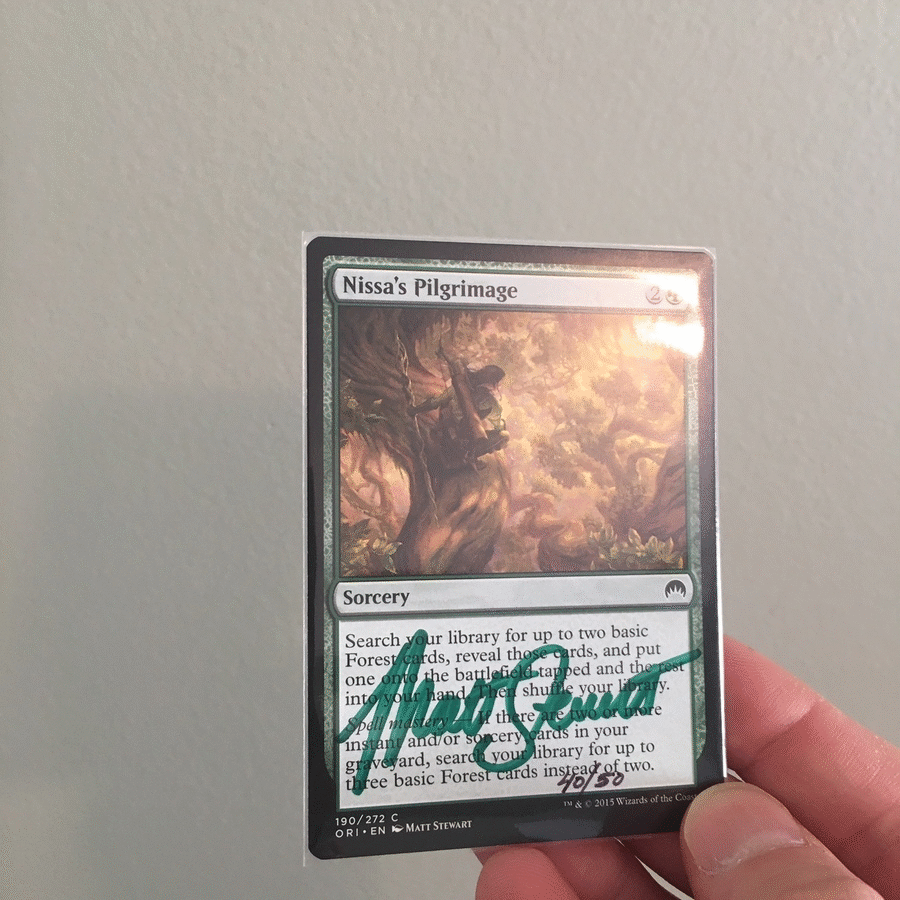 Nissa's Pilgrimage 2
Sorcery
Search your library for up to two basic
Forest cards, reveal those cards, and put
one onto the battlefield tapped and the rest
into your hand. Then shuffle your library.
Spell mastery — If there are two or more
instant and/or sorcery cards in your
graveyard, search your library for up to
three basic Forest cards instead of two.
Matt Stewart
40/50
190/272 C
ORI • EN MATT STEWART
™ & © 2015 Wizards of the Coast